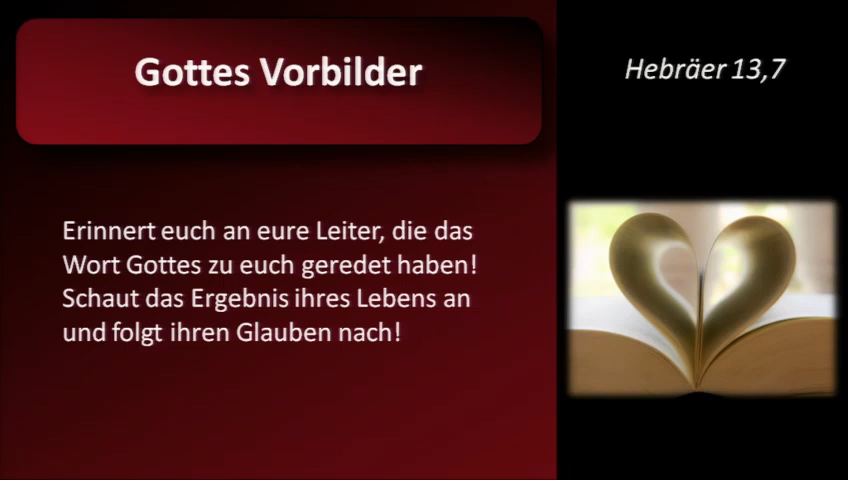 Gottes Vorbilder
Hebräer 13,7
Erinnert euch an eure Leiter, die das
Wort Gottes zu euch geredet haben!
Schaut das Ergebnis ihres Lebens an
und folgt ihren Glauben nach!